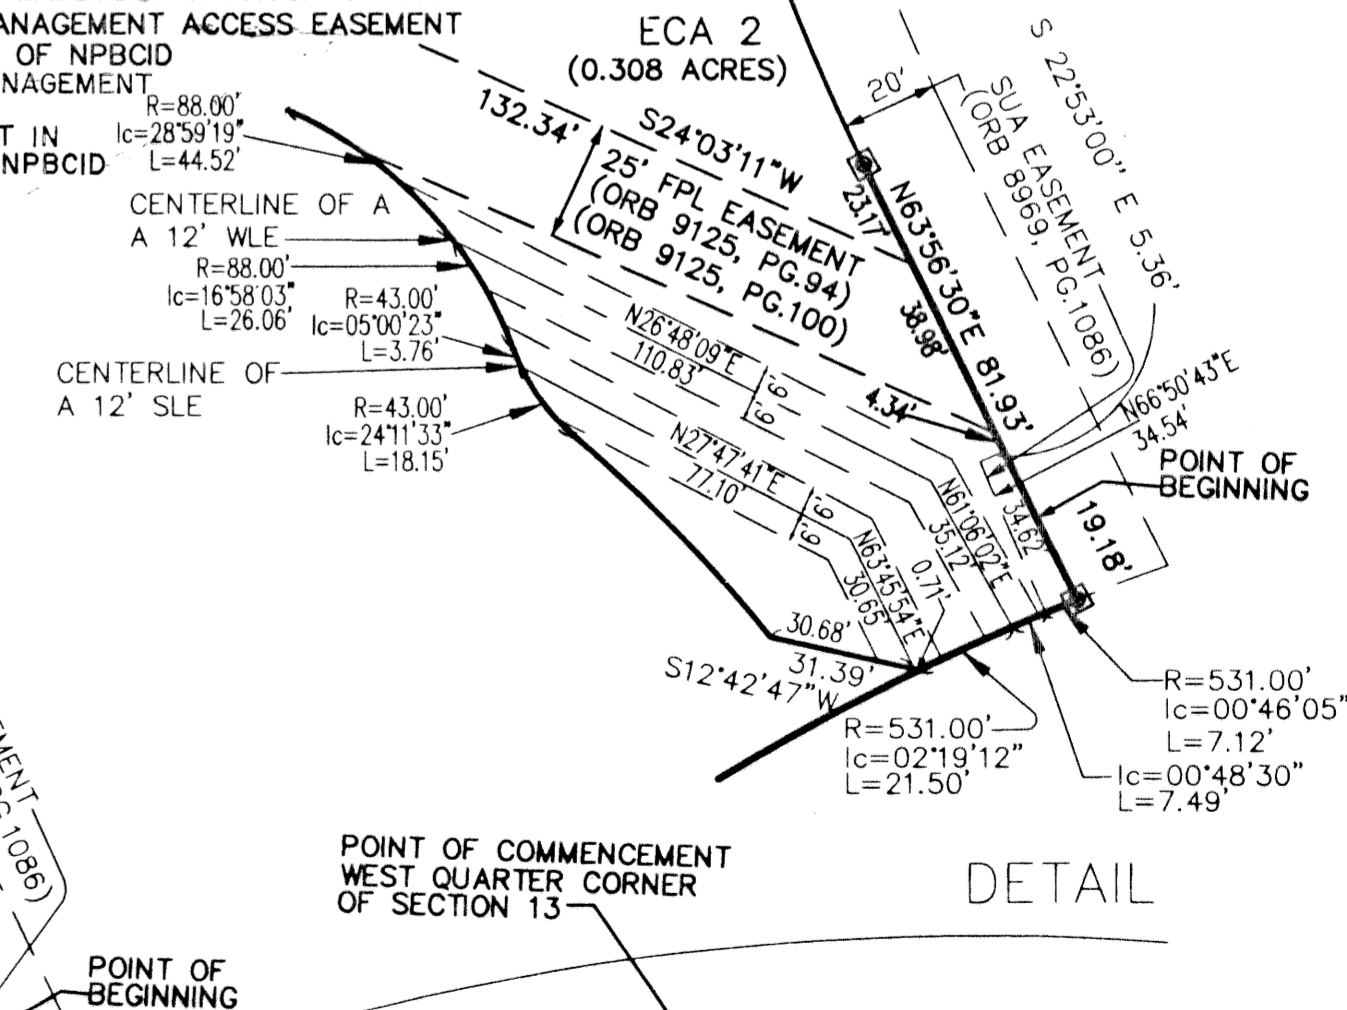 ANAGEMENT ACCESS EASEMENT
OF NPBCID
NAGEMENT
T IN
NPBCID
R=88.00'
Ic=28°59'19"
L=44.52'
CENTERLINE OF A
A 12' WLE
R=88.00'
Ic=16°58'03"
L=26.06'
R=43.00'
Ic=05°00'23"
L=3.76'
CENTERLINE OF
A 12' SLE
R=43.00'
Ic=24°11'33"
L=18.15'
ECA 2
(0.308 ACRES)
132.34'
S24°03'11"W
25' FPL EASEMENT
(ORB 9125, PG.94)
(ORB 9125, PG.100)
20'
SUA EASEMENT
(ORB 8969, PG.1086)
S 22°53'00" E 5.36'
23.17'
N63°56'30"E 81.93'
38.98'
4.34'
N26°48'09"E
110.83'
6'
6'
N27°47'41"E
77.10'
6'
6'
N66°50'43"E
34.54'
POINT OF
BEGINNING
19.18'
34.62'
N61°06'02"E
35.12'
0.71'
N63°45'54"E
30.65'
30.68'
31.39'
S12°42'47"W
R=531.00'
Ic=02°19'12"
L=21.50'
R=531.00'
Ic=00°46'05"
L=7.12'
Ic=00°48'30"
L=7.49'
EMENT
PG.1086)
POINT OF COMMENCEMENT
WEST QUARTER CORNER
OF SECTION 13
DETAIL
POINT OF
BEGINNING